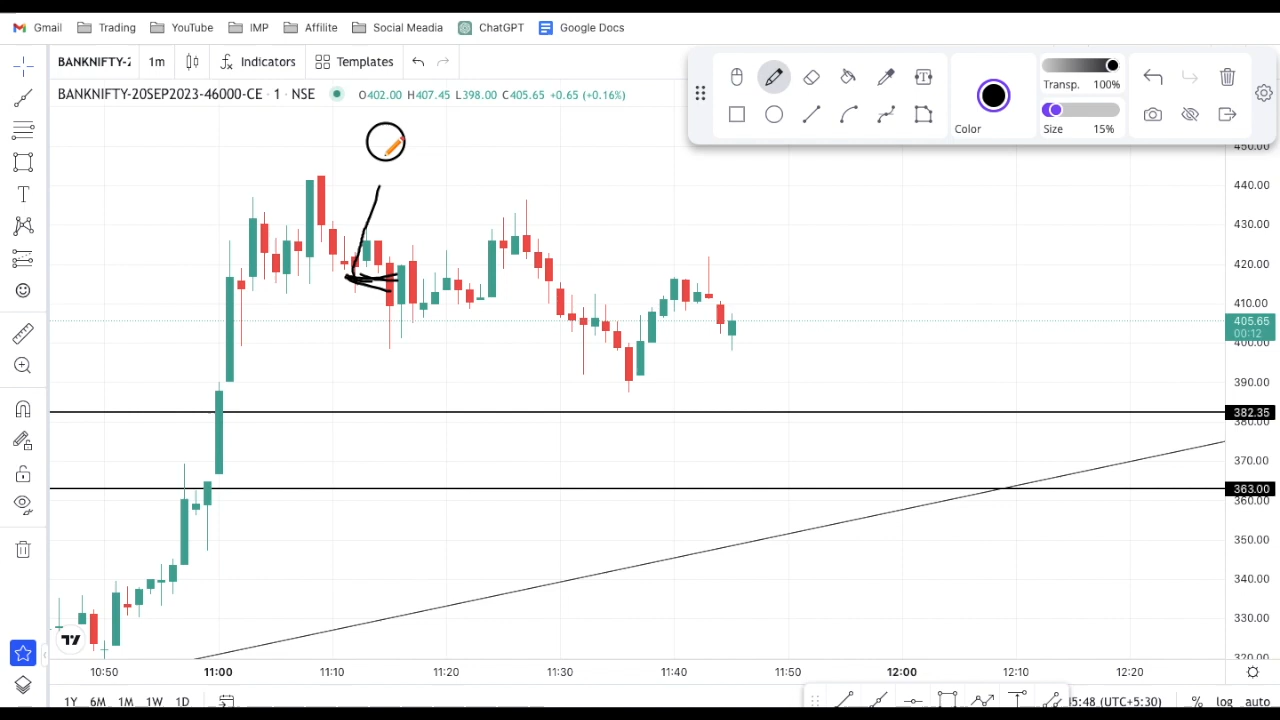 Gmail Trading YouTube IMP Affilite Social Meadia ChatGPT Google Docs
BANKNIFTY-2 1m Indicators Templates
BANKNIFTY-20SEP2023-46000-CE · 1 · NSE O402.00 H407.45 L398.00 C405.65 +0.65 (+0.16%)
Transp. 100%
Color
Size 15%
450.00
440.00
430.00
420.00
410.00
405.65
00:12
400.00
390.00
382.35
380.00
370.00
363.00
360.00
350.00
340.00
330.00
320.00
10:50 11:00 11:10 11:20 11:30 11:40 11:50 12:00 12:10 12:20
1Y 6M 1M 1W 1D
5:48 (UTC+5:30) % log auto